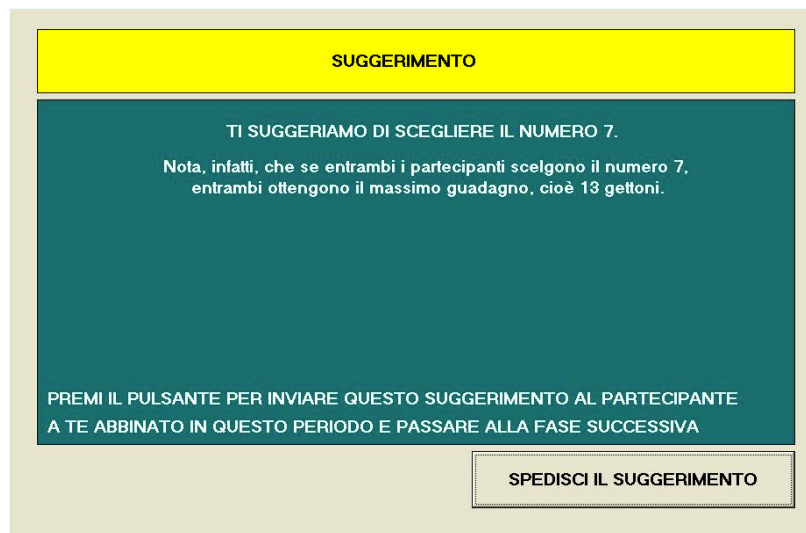 SUGGERIMENTO
TI SUGGERIAMO DI SCEGLIERE IL NUMERO 7.
Nota, infatti, che se entrambi i partecipanti scelgono il numero 7,
entrambi ottengono il massimo guadagno, cioè 13 gettoni.
PREMI IL PULSANTE PER INVIARE QUESTO SUGGERIMENTO AL PARTECIPANTE
A TE ABBINATO IN QUESTO PERIODO E PASSARE ALLA FASE SUCCESSIVA
SPEDISCI IL SUGGERIMENTO